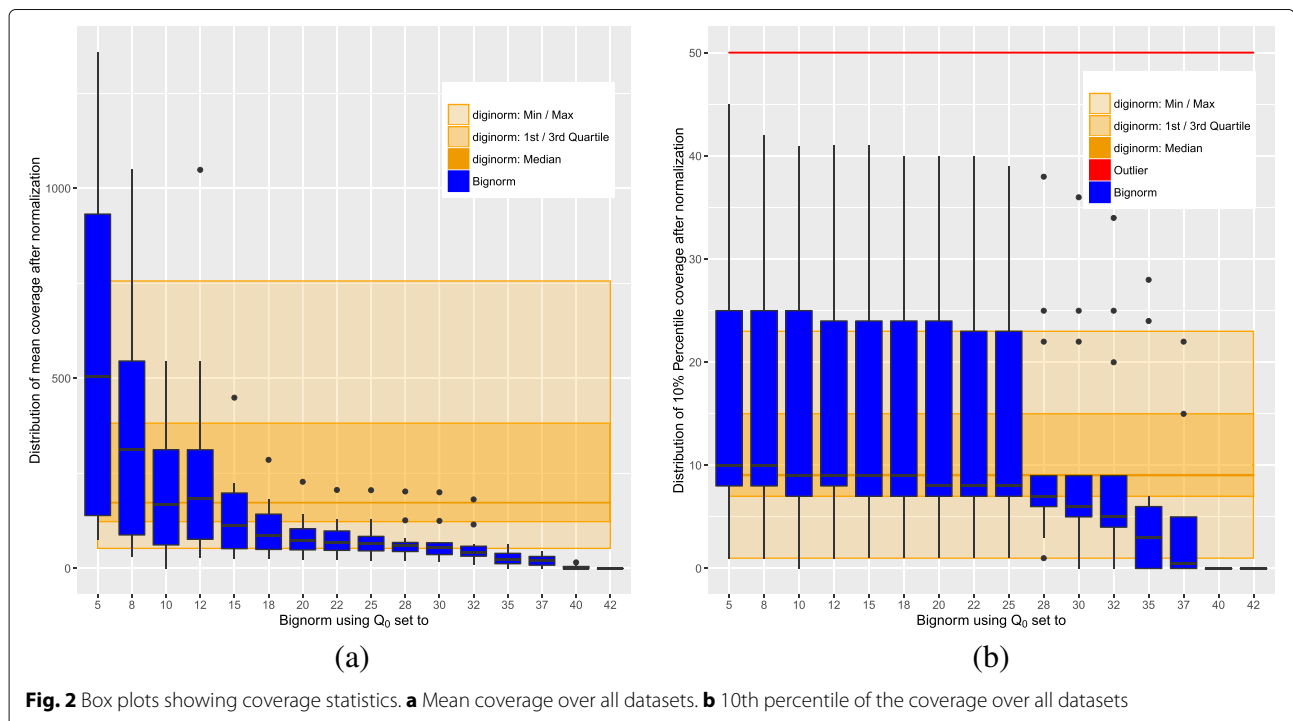 Distribution of mean coverage after normalization
1000
500
0
diginorm: Min / Max
diginorm: 1st / 3rd Quartile
diginorm: Median
Bignorm
5 8 10 12 15 18 20 22 25 28 30 32 35 37 40 42
Bignorm using Q₀ set to
(a)
Distribution of 10% Percentile coverage after normalization
50
40
30
20
10
0
diginorm: Min / Max
diginorm: 1st / 3rd Quartile
diginorm: Median
Outlier
Bignorm
5 8 10 12 15 18 20 22 25 28 30 32 35 37 40 42
Bignorm using Q₀ set to
(b)
Fig. 2 Box plots showing coverage statistics. a Mean coverage over all datasets. b 10th percentile of the coverage over all datasets